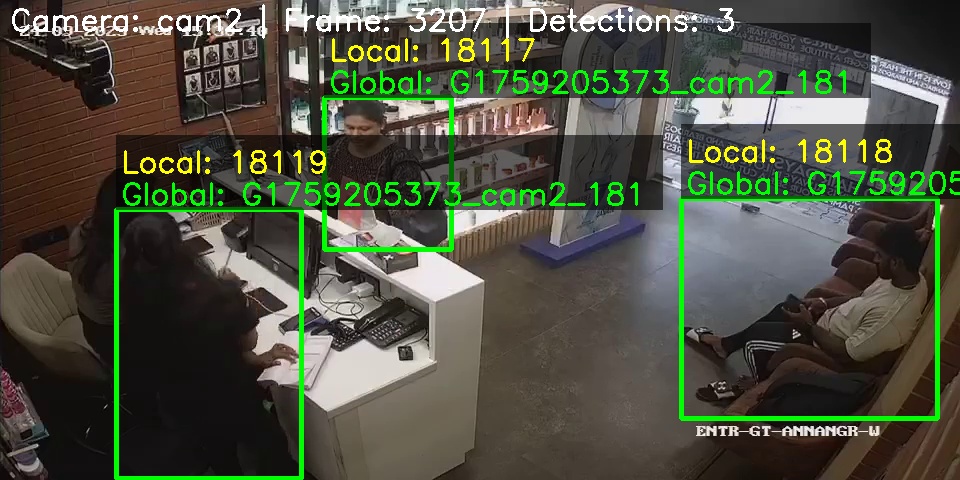 Camera: cam2 | Frame: 3207 | Detections: 3
Local: 18117
Global: G1759205373_cam2_181
Local: 18119
Global: G1759205373_cam2_181
Local: 18118
Global: G1759205
ENTR-GT-ANNANGR-W